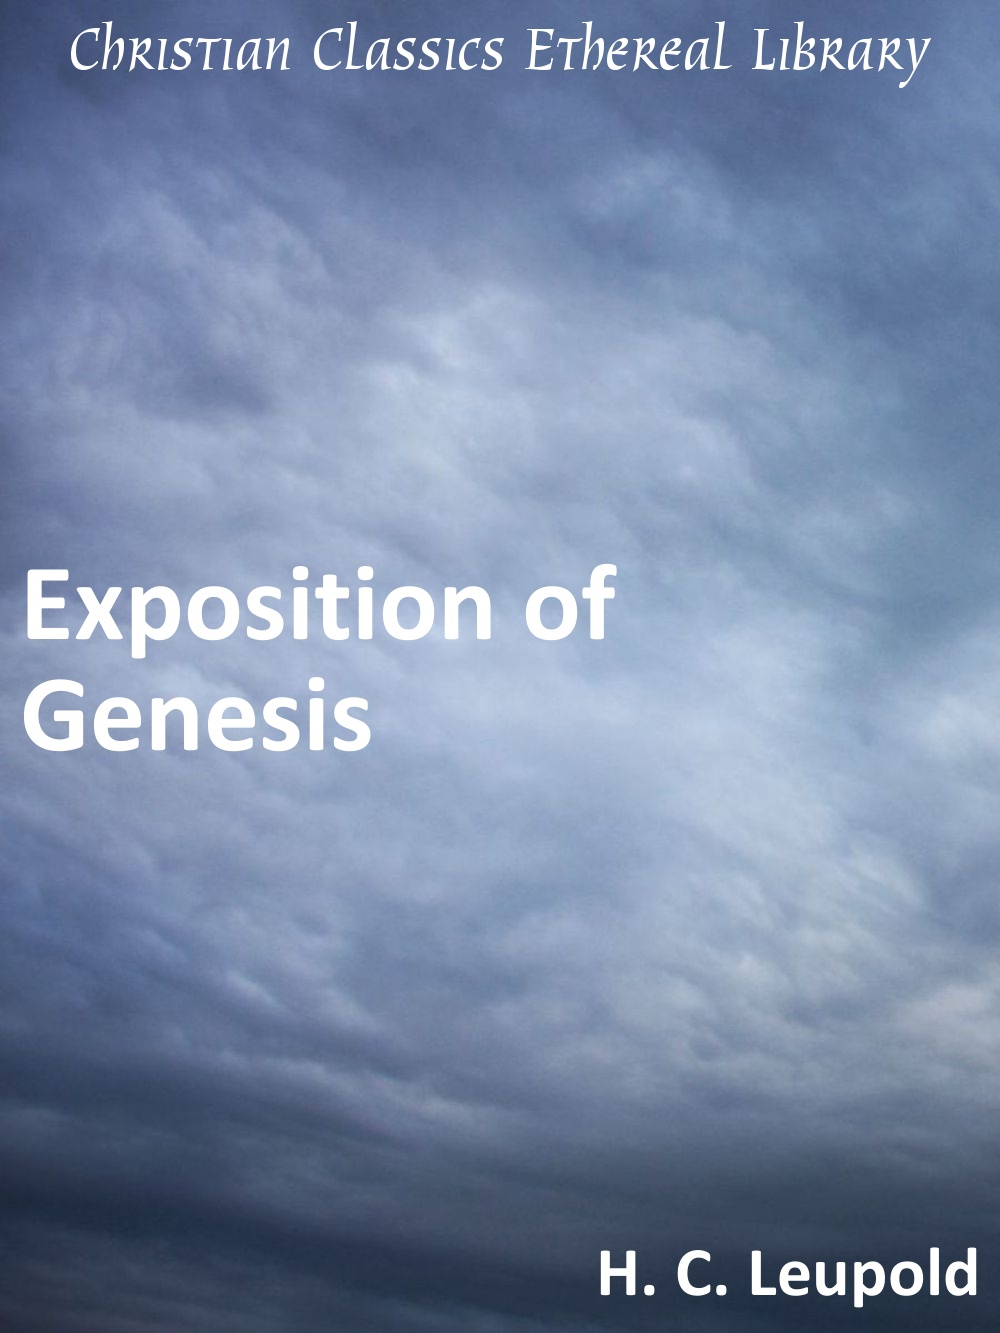 Christian Classics Ethereal Library
Exposition of
Genesis
H. C. Leupold